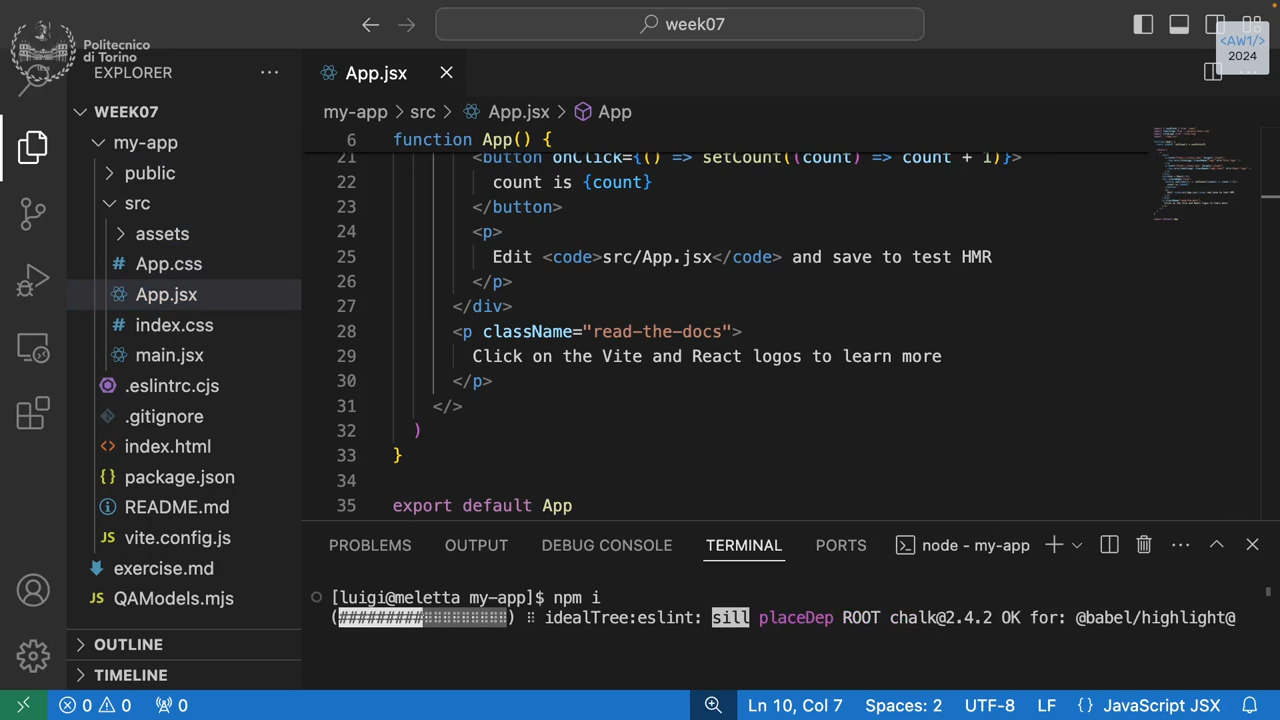 week07
<AW1/>
2024
Politecnico
di Torino
EXPLORER
App.jsx
WEEK07
my-app
public
src
assets
App.css
App.jsx
index.css
main.jsx
.eslintrc.cjs
.gitignore
index.html
package.json
README.md
vite.config.js
exercise.md
QAModels.mjs
OUTLINE
TIMELINE
my-app > src > App.jsx > App
6 function App() {
21 <button onClick={() => setCount((count) => count + 1)}>
22 count is {count}
23 </button>
24 <p>
25 Edit <code>src/App.jsx</code> and save to test HMR
26 </p>
27 </div>
28 <p className="read-the-docs">
29 Click on the Vite and React logos to learn more
30 </p>
31 </>
32 )
33 }
34
35 export default App
PROBLEMS OUTPUT DEBUG CONSOLE TERMINAL PORTS node - my-app
[luigi@meletta my-app]$ npm i
idealTree:eslint: sill placeDep ROOT chalk@2.4.2 OK for: @babel/highlight@
0 0 0 Ln 10, Col 7 Spaces: 2 UTF-8 LF {} JavaScript JSX